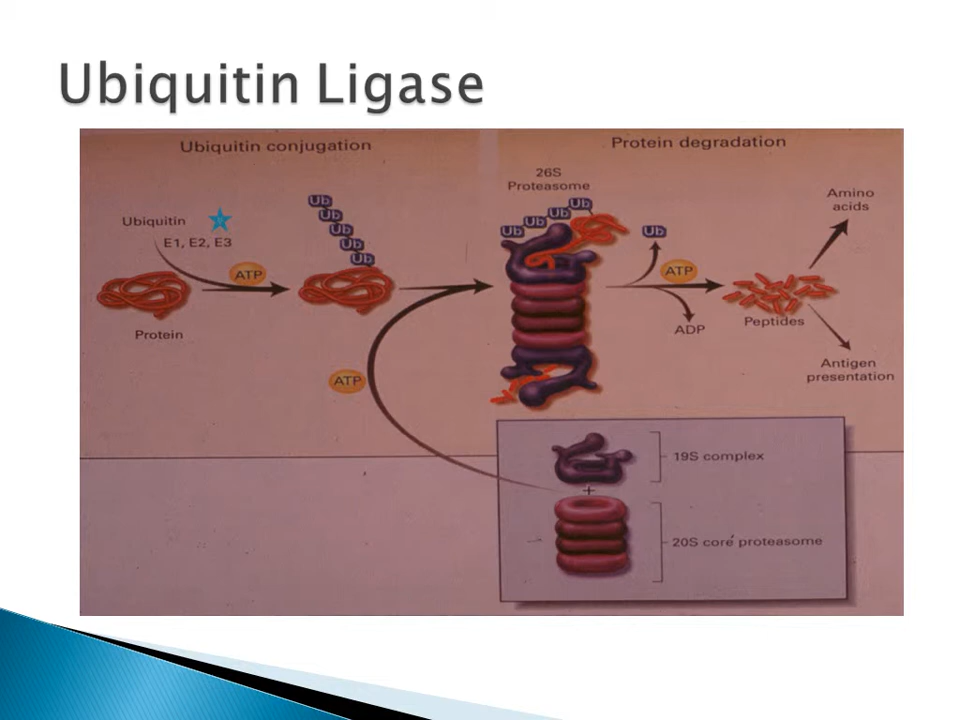 Ubiquitin Ligase
Ubiquitin conjugation
Protein degradation
Ubiquitin
E1, E2, E3
ATP
Protein
Ub
Ub
Ub
Ub
Ub
ATP
26S
Proteasome
Ub
Ub
Ub
Ub
Ub
ATP
ADP
Peptides
Amino
acids
Antigen
presentation
19S complex
+
20S core proteasome